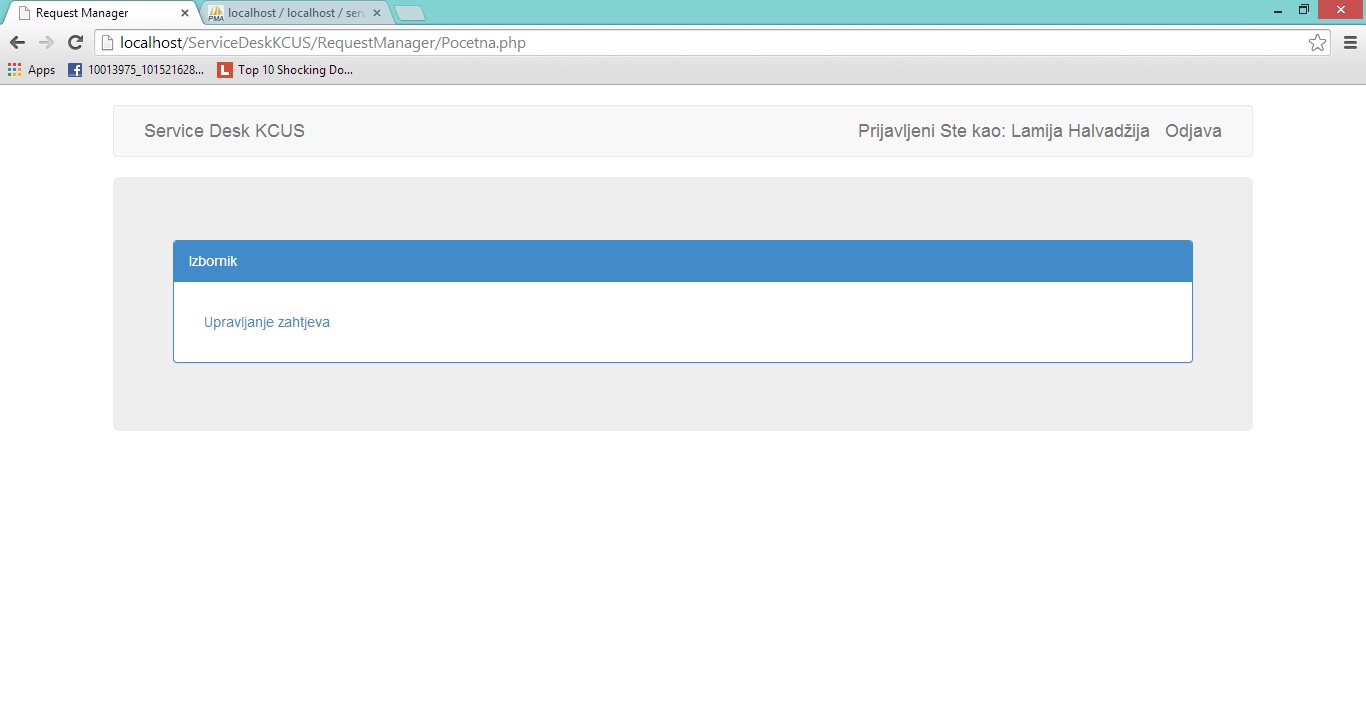 Request Manager
localhost / localhost / ser
localhost/ServiceDeskKCUS/RequestManager/Pocetna.php
Apps
10013975_101521628...
L
Top 10 Shocking Do...
Service Desk KCUS
Prijavljeni Ste kao: Lamija Halvadžija
Odjava
Izbornik
Upravljanje zahtjeva